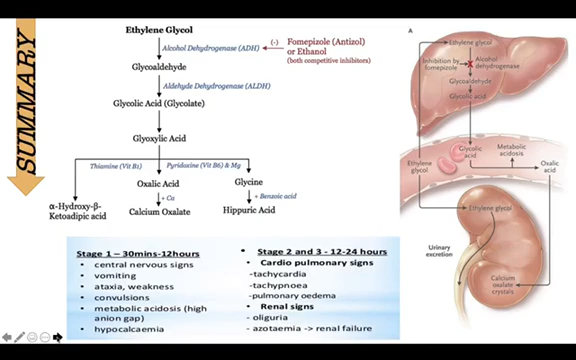 SUMMARY
Ethylene Glycol
Alcohol Dehydrogenase (ADH)
(-)
Fomepizole (Antizol)
or Ethanol
(both competitive inhibitors)
Glycoaldehyde
Aldehyde Dehydrogenase (ALDH)
Glycolic Acid (Glycolate)
Glyoxylic Acid
Thiamine (Vit B1)
Pyridoxine (Vit B6) & Mg
Oxalic Acid
Glycine
+ Ca
+ Benzoic acid
α-Hydroxy-β-
Ketoadipic acid
Calcium Oxalate
Hippuric Acid
Stage 1 – 30mins-12hours
• central nervous signs
• vomiting
• ataxia, weakness
• convulsions
• metabolic acidosis (high
anion gap)
• hypocalcaemia
• Stage 2 and 3 - 12-24 hours
• Cardio pulmonary signs
-tachycardia
-tachypnoea
-pulmonary oedema
• Renal signs
• oliguria
• azotaemia -> renal failure
A
Ethylene glycol
Inhibition by
fomepizole
Alcohol
dehydrogenase
Glycoaldehyde
Glycolic acid
Glycolic
acid
Metabolic
acidosis
Ethylene
glycol
Oxalic
acid
Ethylene glycol
Urinary
excretion
Calcium
oxalate
crystals